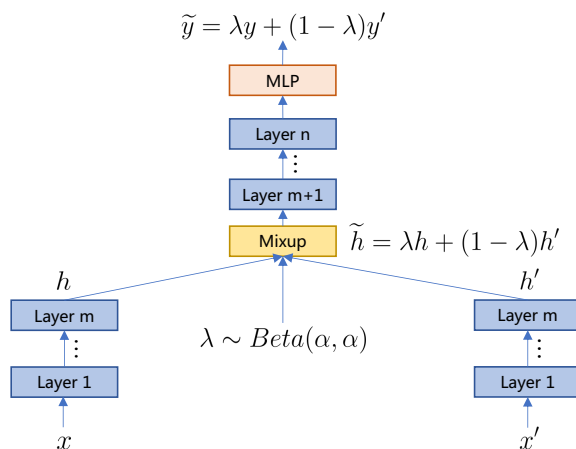 ỹ = λy + (1 − λ)y′
MLP
Layer n
⋮
Layer m+1
Mixup
h̃ = λh + (1 − λ)h′
h
h′
Layer m
Layer m
⋮
⋮
λ ∼ Beta(α, α)
Layer 1
Layer 1
x
x′